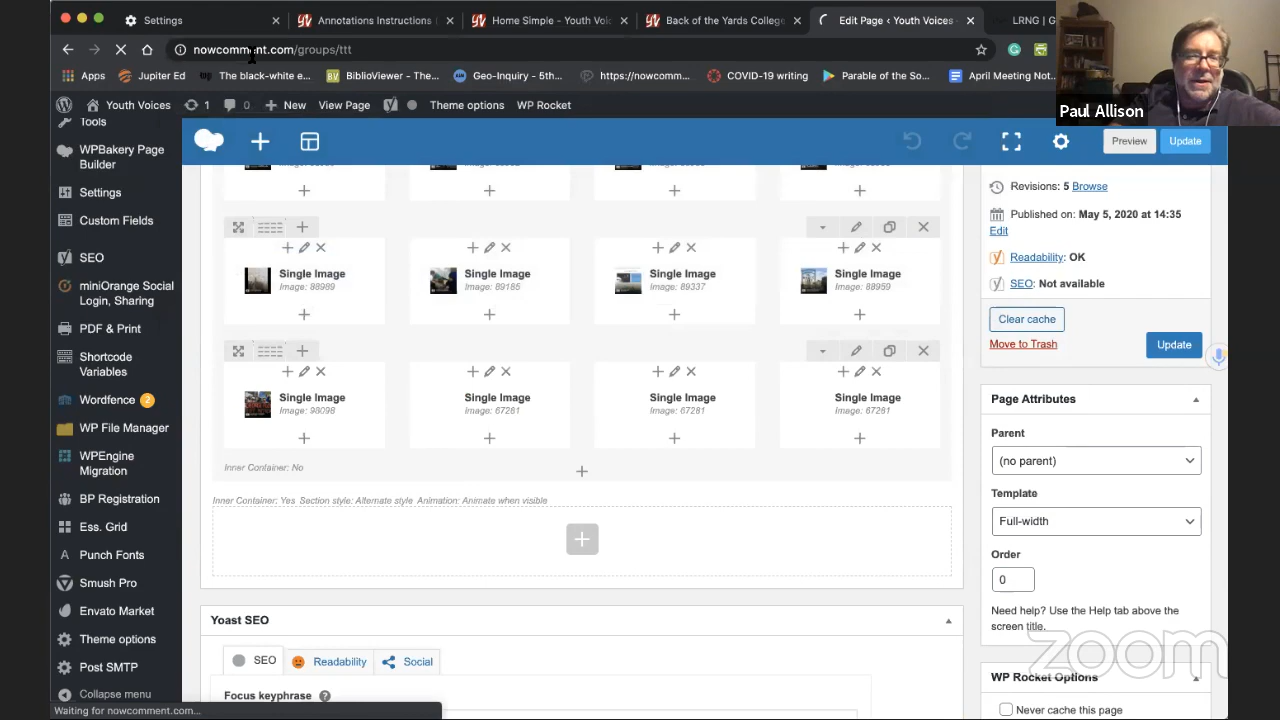 Settings
Annotations Instructions
Home Simple - Youth Voic
Back of the Yards College
Edit Page ‹ Youth Voices -
LRNG | G
nowcomment.com/groups/ttt
Apps
Jupiter Ed
The black-white e...
BiblioViewer - The...
Geo-Inquiry - 5th...
https://nowcomm...
COVID-19 writing
Parable of the So...
April Meeting Not...
Paul Allison
Youth Voices
1
0
New
View Page
Theme options
WP Rocket
Tools
WPBakery Page
Builder
Settings
Custom Fields
SEO
miniOrange Social
Login, Sharing
PDF & Print
Shortcode
Variables
Wordfence 2
WP File Manager
WPEngine
Migration
BP Registration
Ess. Grid
Punch Fonts
Smush Pro
Envato Market
Theme options
Post SMTP
Collapse menu
Waiting for nowcomment.com...
Preview
Update
Single Image
Image: 88989
Single Image
Image: 89185
Single Image
Image: 89337
Single Image
Image: 88959
Single Image
Image: 98098
Single Image
Image: 67281
Single Image
Image: 67281
Single Image
Image: 67281
Inner Container: No
Inner Container: Yes Section style: Alternate style Animation: Animate when visible
Yoast SEO
SEO
Readability
Social
Focus keyphrase
Revisions: 5 Browse
Published on: May 5, 2020 at 14:35
Edit
Readability: OK
SEO: Not available
Clear cache
Move to Trash
Update
Page Attributes
Parent
(no parent)
Template
Full-width
Order
0
Need help? Use the Help tab above the
screen title.
zoom
WP Rocket Options
Never cache this page